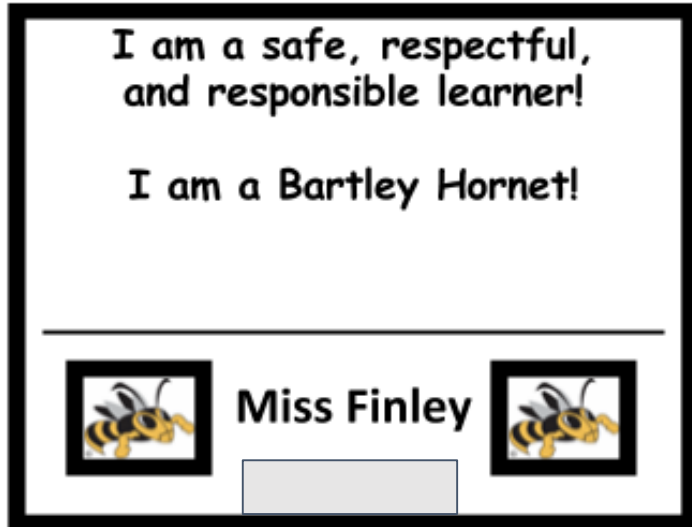 I am a safe, respectful,
and responsible learner!
I am a Bartley Hornet!
Miss Finley